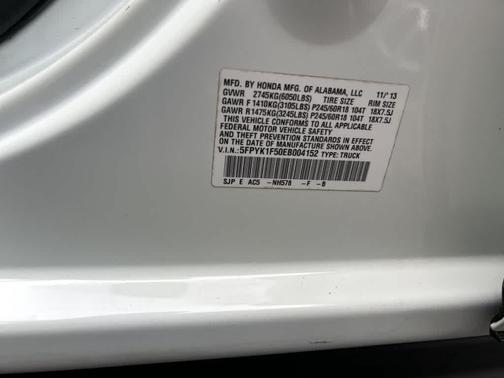 MFD. BY HONDA MFG. OF ALABAMA, LLC 11/'13
GVWR 2745KG(6050LBS) TIRE SIZE RIM SIZE
GAWR F 1410KG(3105LBS) P245/60R18 104T 18X7.5J
GAWR R 1475KG(3245LBS) P245/60R18 104T 18X7.5J
THIS VEHICLE CONFORMS TO ALL APPLICABLE
FEDERAL MOTOR VEHICLE SAFETY
STANDARDS IN EFFECT ON THE DATE
OF MANUFACTURE SHOWN ABOVE.
V.I.N.:5FPYK1F50EB004152 TYPE:TRUCK
SJP E AC5 -NH578 -F -B